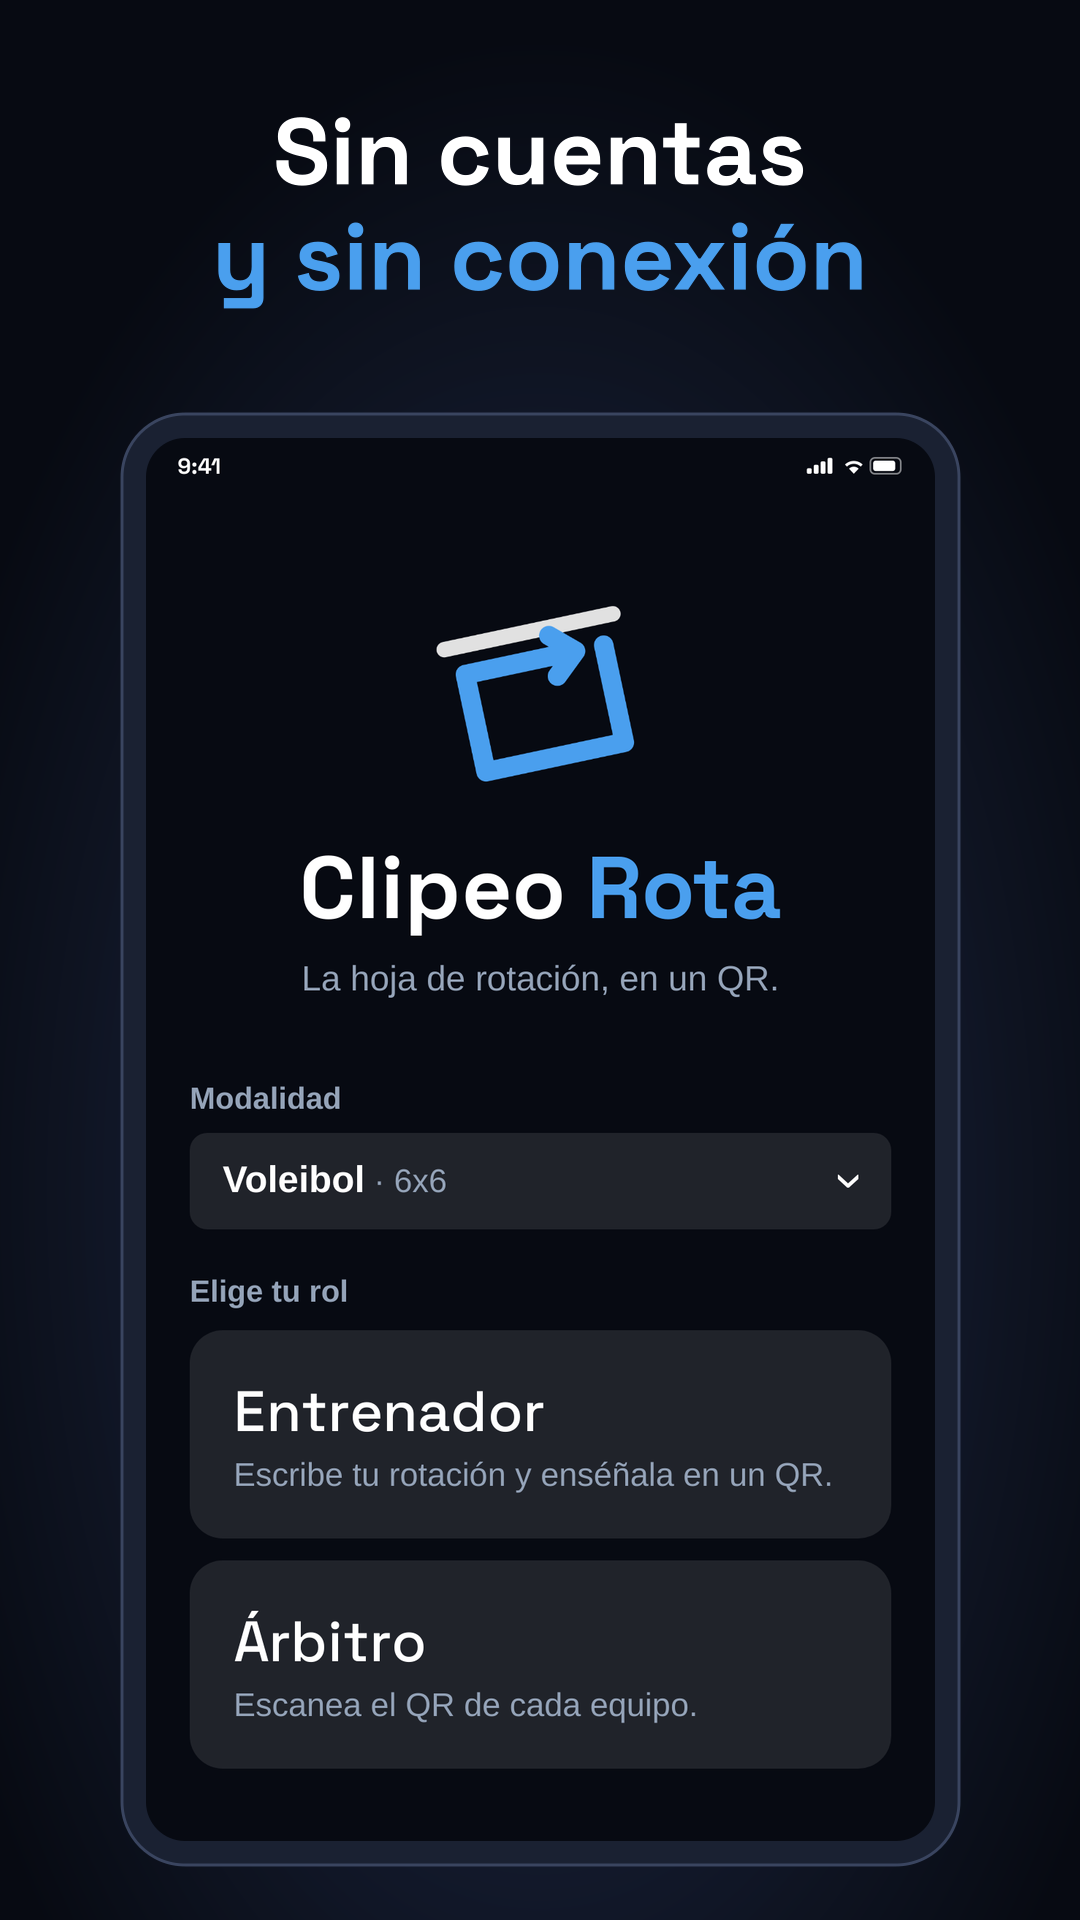 Sin cuentas
y sin conexión
9:41
Clipeo Rota
La hoja de rotación, en un QR.
Modalidad
Voleibol · 6x6
Elige tu rol
Entrenador
Escribe tu rotación y enséñala en un QR.
Árbitro
Escanea el QR de cada equipo.